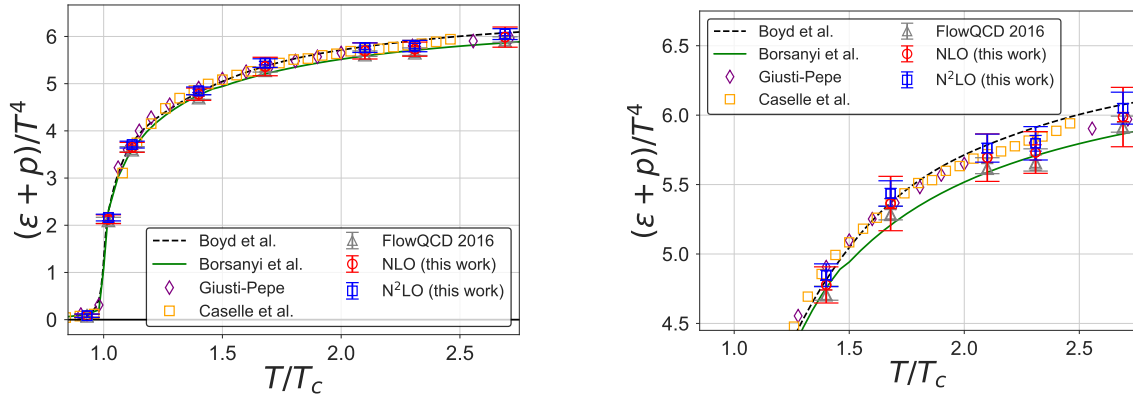 (ε + p)/T⁴
6
5
4
3
2
1
0
Boyd et al.
Borsanyi et al.
Giusti-Pepe
Caselle et al.
FlowQCD 2016
NLO (this work)
N²LO (this work)
1.0 1.5 2.0 2.5
T/T_c
(ε + p)/T⁴
6.5
6.0
5.5
5.0
4.5
Boyd et al.
Borsanyi et al.
Giusti-Pepe
Caselle et al.
FlowQCD 2016
NLO (this work)
N²LO (this work)
1.0 1.5 2.0 2.5
T/T_c